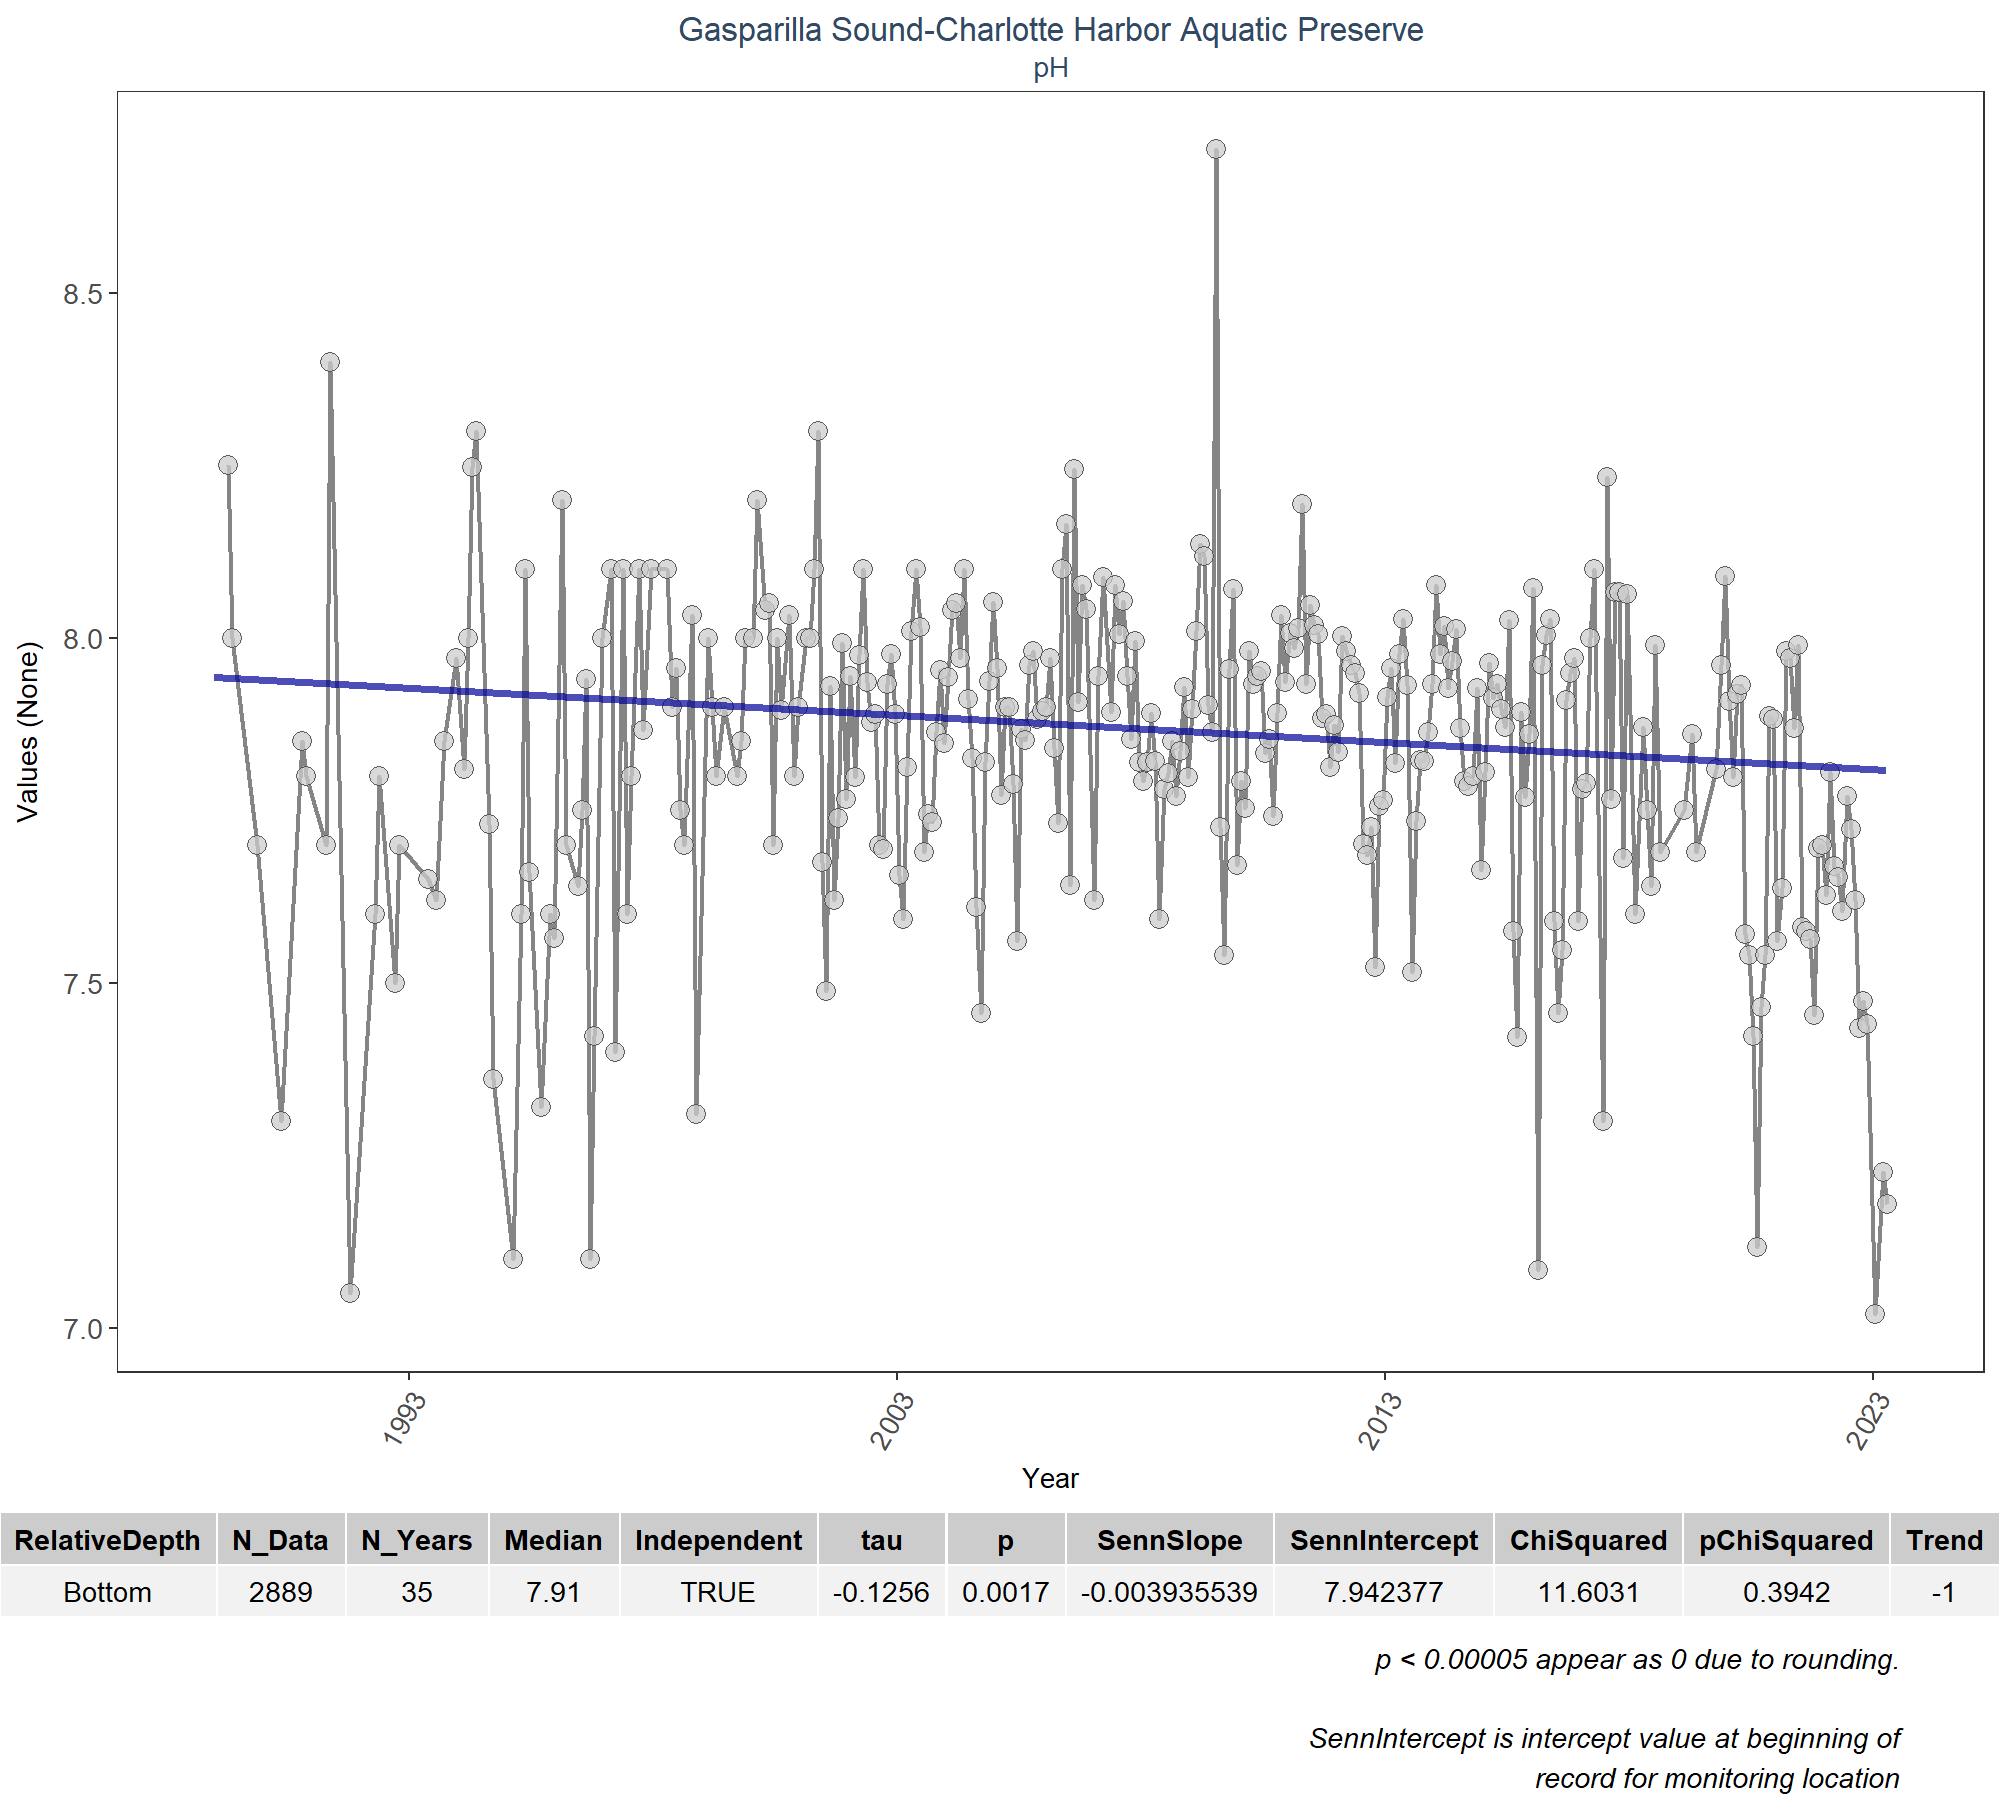 Gasparilla Sound-Charlotte Harbor Aquatic Preserve
pH
Values (None)
8.5
8.0
7.5
7.0
1993
2003
2013
2023
Year
RelativeDepth N_Data N_Years Median Independent tau p SennSlope SennIntercept ChiSquared pChiSquared Trend
Bottom 2889 35 7.91 TRUE -0.1256 0.0017 -0.003935539 7.942377 11.6031 0.3942 -1
p < 0.00005 appear as 0 due to rounding.
SennIntercept is intercept value at beginning of
record for monitoring location